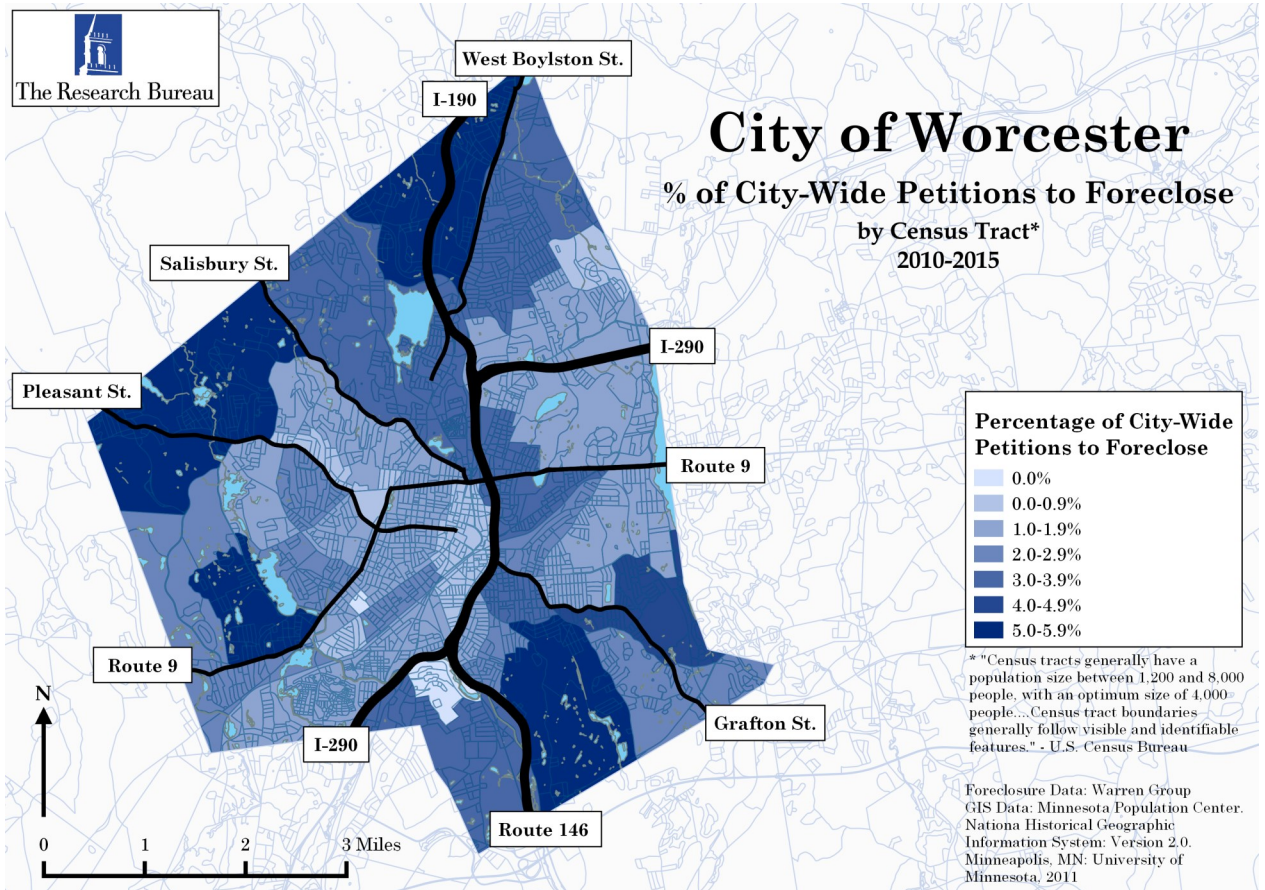 The Research Bureau
West Boylston St.
I-190
City of Worcester
% of City-Wide Petitions to Foreclose
by Census Tract*
2010-2015
Salisbury St.
I-290
Pleasant St.
Route 9
Percentage of City-Wide
Petitions to Foreclose
0.0%
0.0-0.9%
1.0-1.9%
2.0-2.9%
3.0-3.9%
4.0-4.9%
5.0-5.9%
Route 9
N
Grafton St.
I-290
Route 146
0 1 2 3 Miles
* "Census tracts generally have a
population size between 1,200 and 8,000
people, with an optimum size of 4,000
people....Census tract boundaries
generally follow visible and identifiable
features." - U.S. Census Bureau
Foreclosure Data: Warren Group
GIS Data: Minnesota Population Center.
Nationa Historical Geographic
Information System: Version 2.0.
Minneapolis, MN: University of
Minnesota, 2011